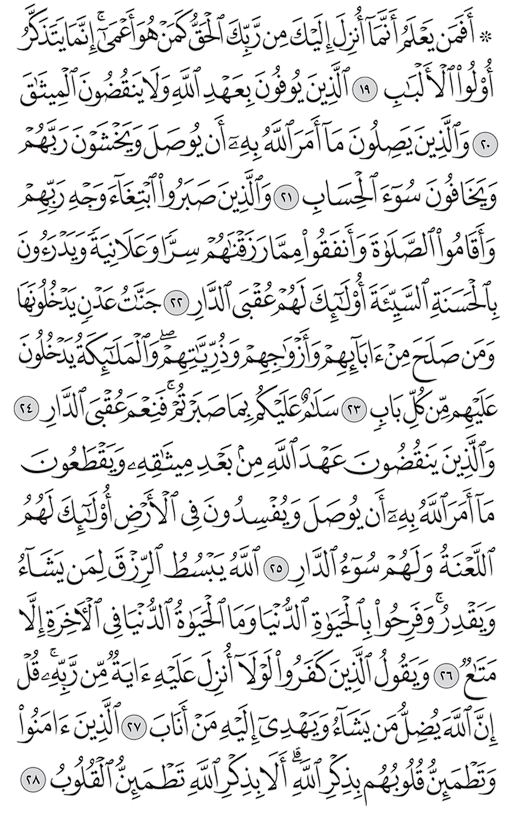 ۞ أَفَمَن يَعْلَمُ أَنَّمَآ أُنزِلَ إِلَيْكَ مِن رَّبِّكَ ٱلْحَقُّ كَمَنْ هُوَ أَعْمَىٰٓ ۚ إِنَّمَا يَتَذَكَّرُ
أُو۟لُوا۟ ٱلْأَلْبَـٰبِ ١٩ ٱلَّذِينَ يُوفُونَ بِعَهْدِ ٱللَّهِ وَلَا يَنقُضُونَ ٱلْمِيثَـٰقَ
٢٠ وَٱلَّذِينَ يَصِلُونَ مَآ أَمَرَ ٱللَّهُ بِهِۦٓ أَن يُوصَلَ وَيَخْشَوْنَ رَبَّهُمْ
وَيَخَافُونَ سُوٓءَ ٱلْحِسَابِ ٢١ وَٱلَّذِينَ صَبَرُوا۟ ٱبْتِغَآءَ وَجْهِ رَبِّهِمْ
وَأَقَامُوا۟ ٱلصَّلَوٰةَ وَأَنفَقُوا۟ مِمَّا رَزَقْنَـٰهُمْ سِرًّا وَعَلَانِيَةً وَيَدْرَءُونَ
بِٱلْحَسَنَةِ ٱلسَّيِّئَةَ أُو۟لَـٰٓئِكَ لَهُمْ عُقْبَى ٱلدَّارِ ٢٢ جَنَّـٰتُ عَدْنٍ يَدْخُلُونَهَا
وَمَن صَلَحَ مِنْ ءَابَآئِهِمْ وَأَزْوَٰجِهِمْ وَذُرِّيَّـٰتِهِمْ ۖ وَٱلْمَلَـٰٓئِكَةُ يَدْخُلُونَ
عَلَيْهِم مِّن كُلِّ بَابٍ ٢٣ سَلَـٰمٌ عَلَيْكُم بِمَا صَبَرْتُمْ ۚ فَنِعْمَ عُقْبَى ٱلدَّارِ ٢٤
وَٱلَّذِينَ يَنقُضُونَ عَهْدَ ٱللَّهِ مِنۢ بَعْدِ مِيثَـٰقِهِۦ وَيَقْطَعُونَ
مَآ أَمَرَ ٱللَّهُ بِهِۦٓ أَن يُوصَلَ وَيُفْسِدُونَ فِى ٱلْأَرْضِ أُو۟لَـٰٓئِكَ لَهُمُ
ٱللَّعْنَةُ وَلَهُمْ سُوٓءُ ٱلدَّارِ ٢٥ ٱللَّهُ يَبْسُطُ ٱلرِّزْقَ لِمَن يَشَآءُ
وَيَقْدِرُ ۚ وَفَرِحُوا۟ بِٱلْحَيَوٰةِ ٱلدُّنْيَا وَمَا ٱلْحَيَوٰةُ ٱلدُّنْيَا فِى ٱلْـَٔاخِرَةِ إِلَّا
مَتَـٰعٌ ٢٦ وَيَقُولُ ٱلَّذِينَ كَفَرُوا۟ لَوْلَآ أُنزِلَ عَلَيْهِ ءَايَةٌ مِّن رَّبِّهِۦ ۗ قُلْ
إِنَّ ٱللَّهَ يُضِلُّ مَن يَشَآءُ وَيَهْدِىٓ إِلَيْهِ مَنْ أَنَابَ ٢٧ ٱلَّذِينَ ءَامَنُوا۟
وَتَطْمَئِنُّ قُلُوبُهُم بِذِكْرِ ٱللَّهِ ۗ أَلَا بِذِكْرِ ٱللَّهِ تَطْمَئِنُّ ٱلْقُلُوبُ ٢٨